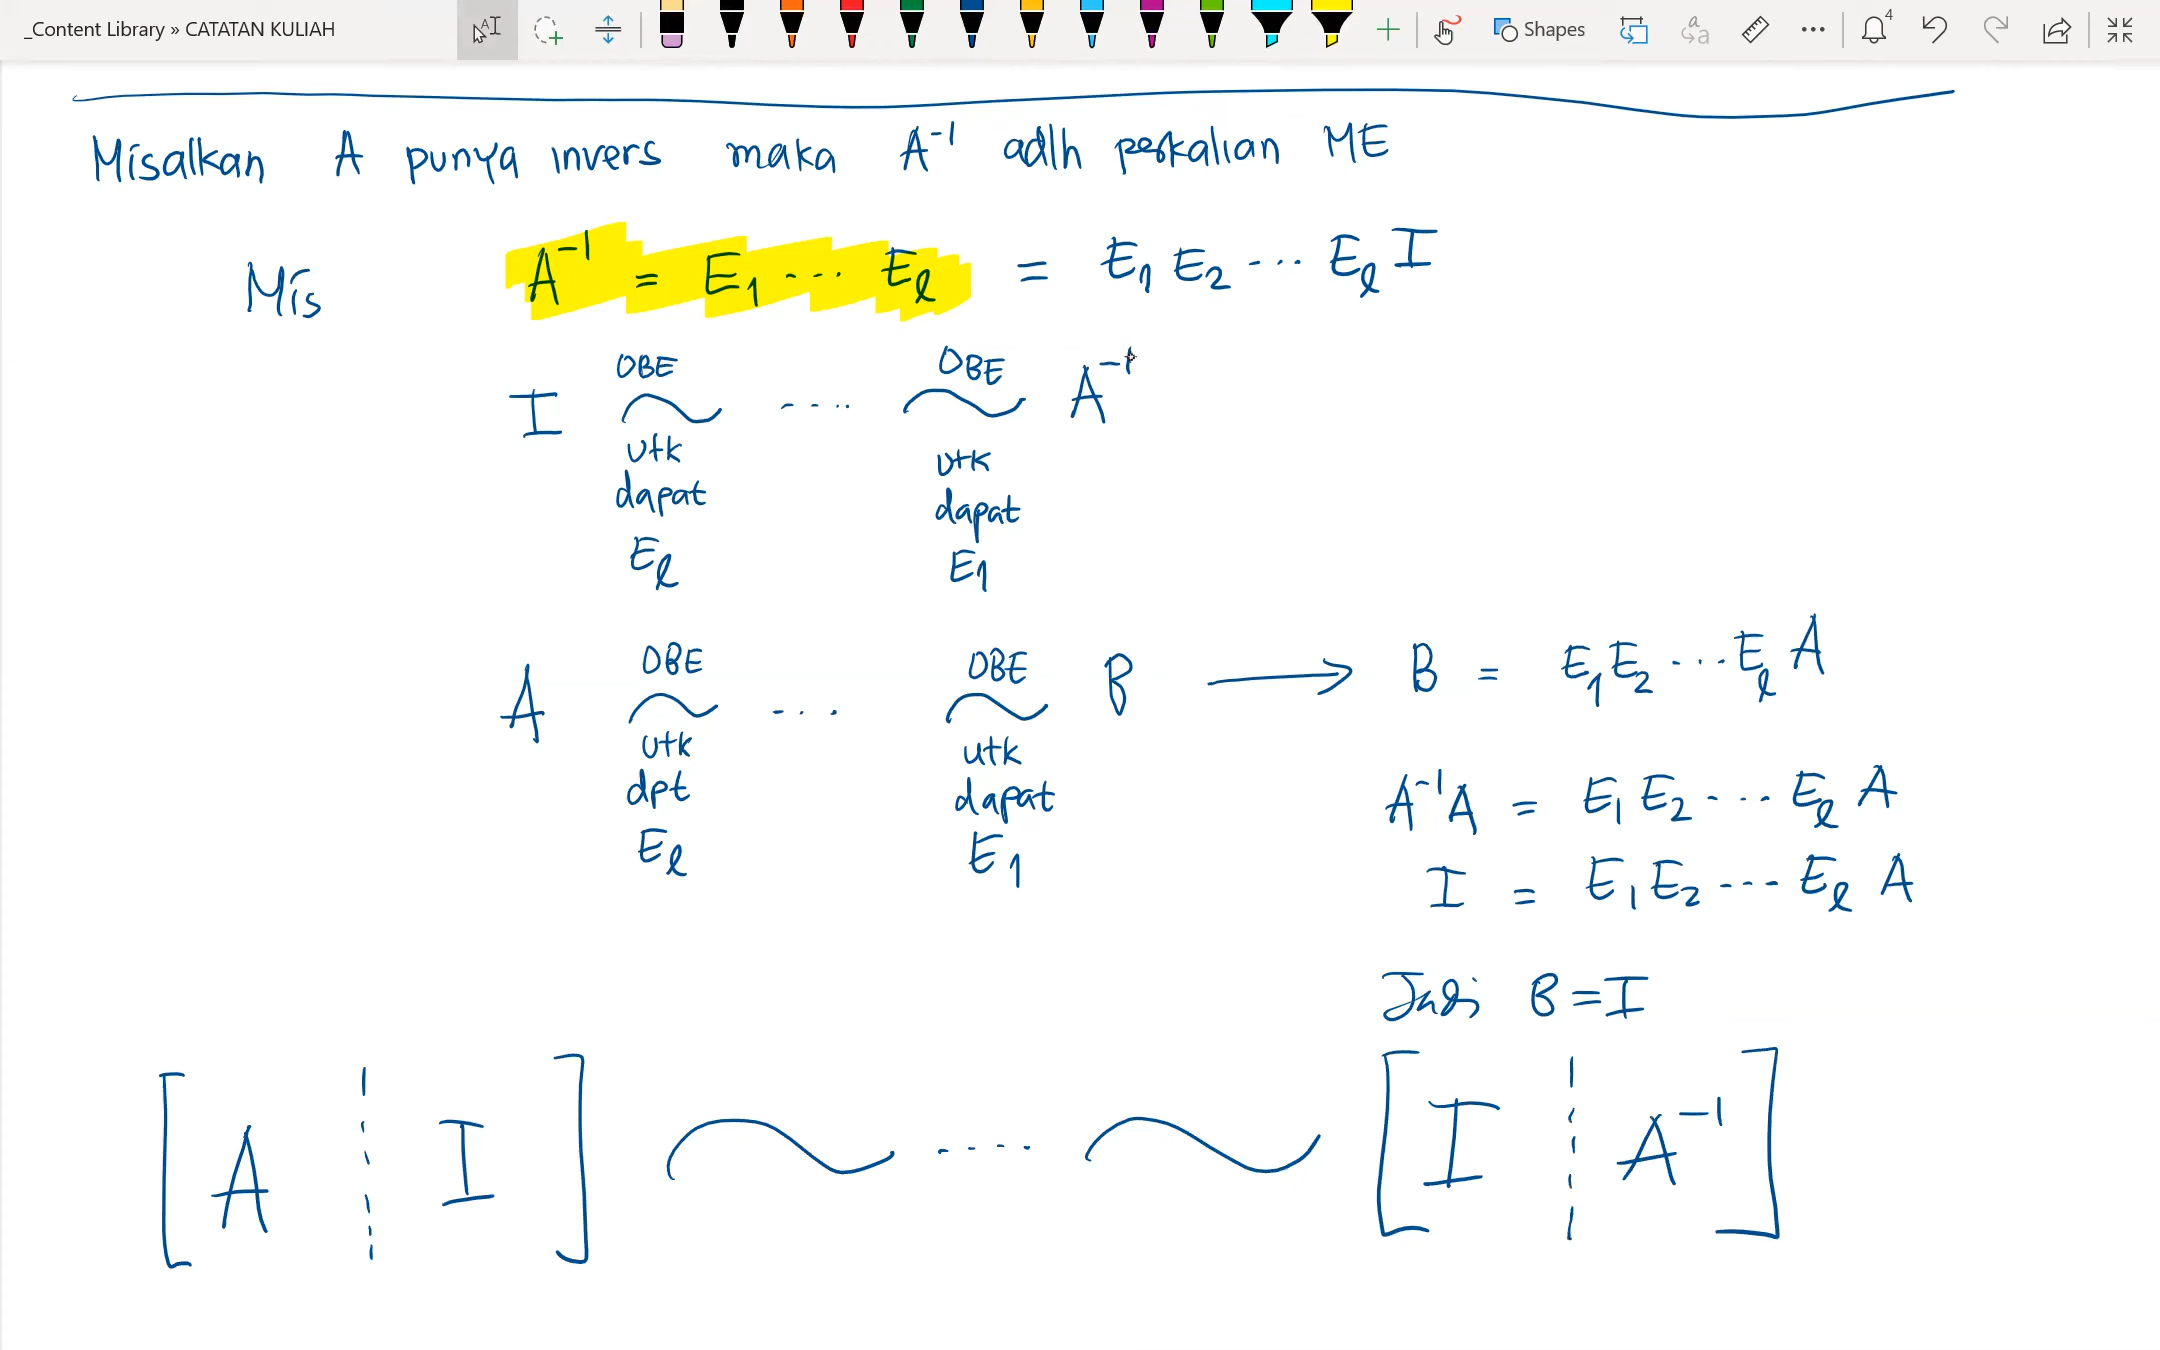 _Content Library » CATATAN KULIAH
Shapes
4
Misalkan A punya invers maka A⁻¹ adlh perkalian ME
Mis A⁻¹ = E₁ ... Eₗ = E₁ E₂ ... Eₗ I
I OBE .... OBE A⁻¹
utk utk
dapat dapat
Eₗ E₁
A OBE ... OBE B → B = E₁E₂ ... Eₗ A
utk utk
dpt dapat
Eₗ E₁
A⁻¹A = E₁ E₂ ... Eₗ A
I = E₁ E₂ ... Eₗ A
Jadi B = I
[ A ¦ I ] ~ .... ~ [ I ¦ A⁻¹ ]